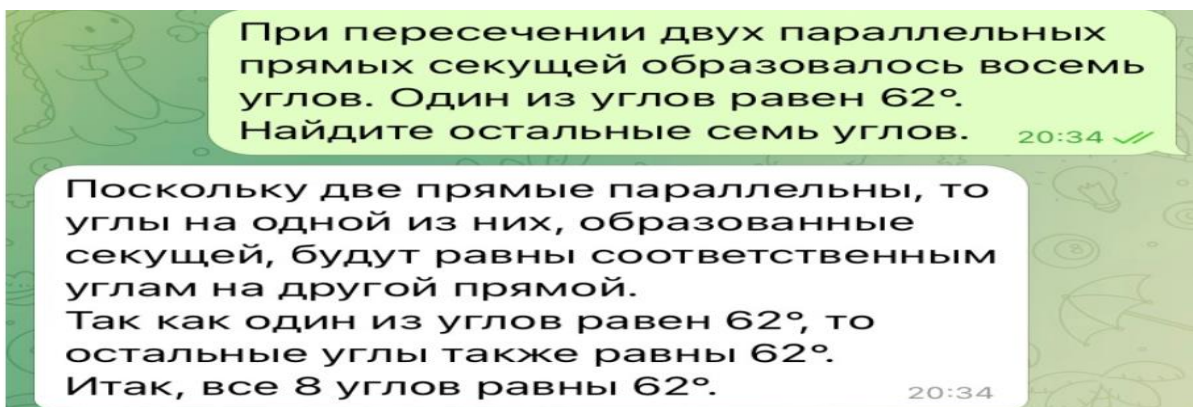 При пересечении двух параллельных
прямых секущей образовалось восемь
углов. Один из углов равен 62°.
Найдите остальные семь углов. 20:34
Поскольку две прямые параллельны, то
углы на одной из них, образованные
секущей, будут равны соответственным
углам на другой прямой.
Так как один из углов равен 62°, то
остальные углы также равны 62°.
Итак, все 8 углов равны 62°. 20:34